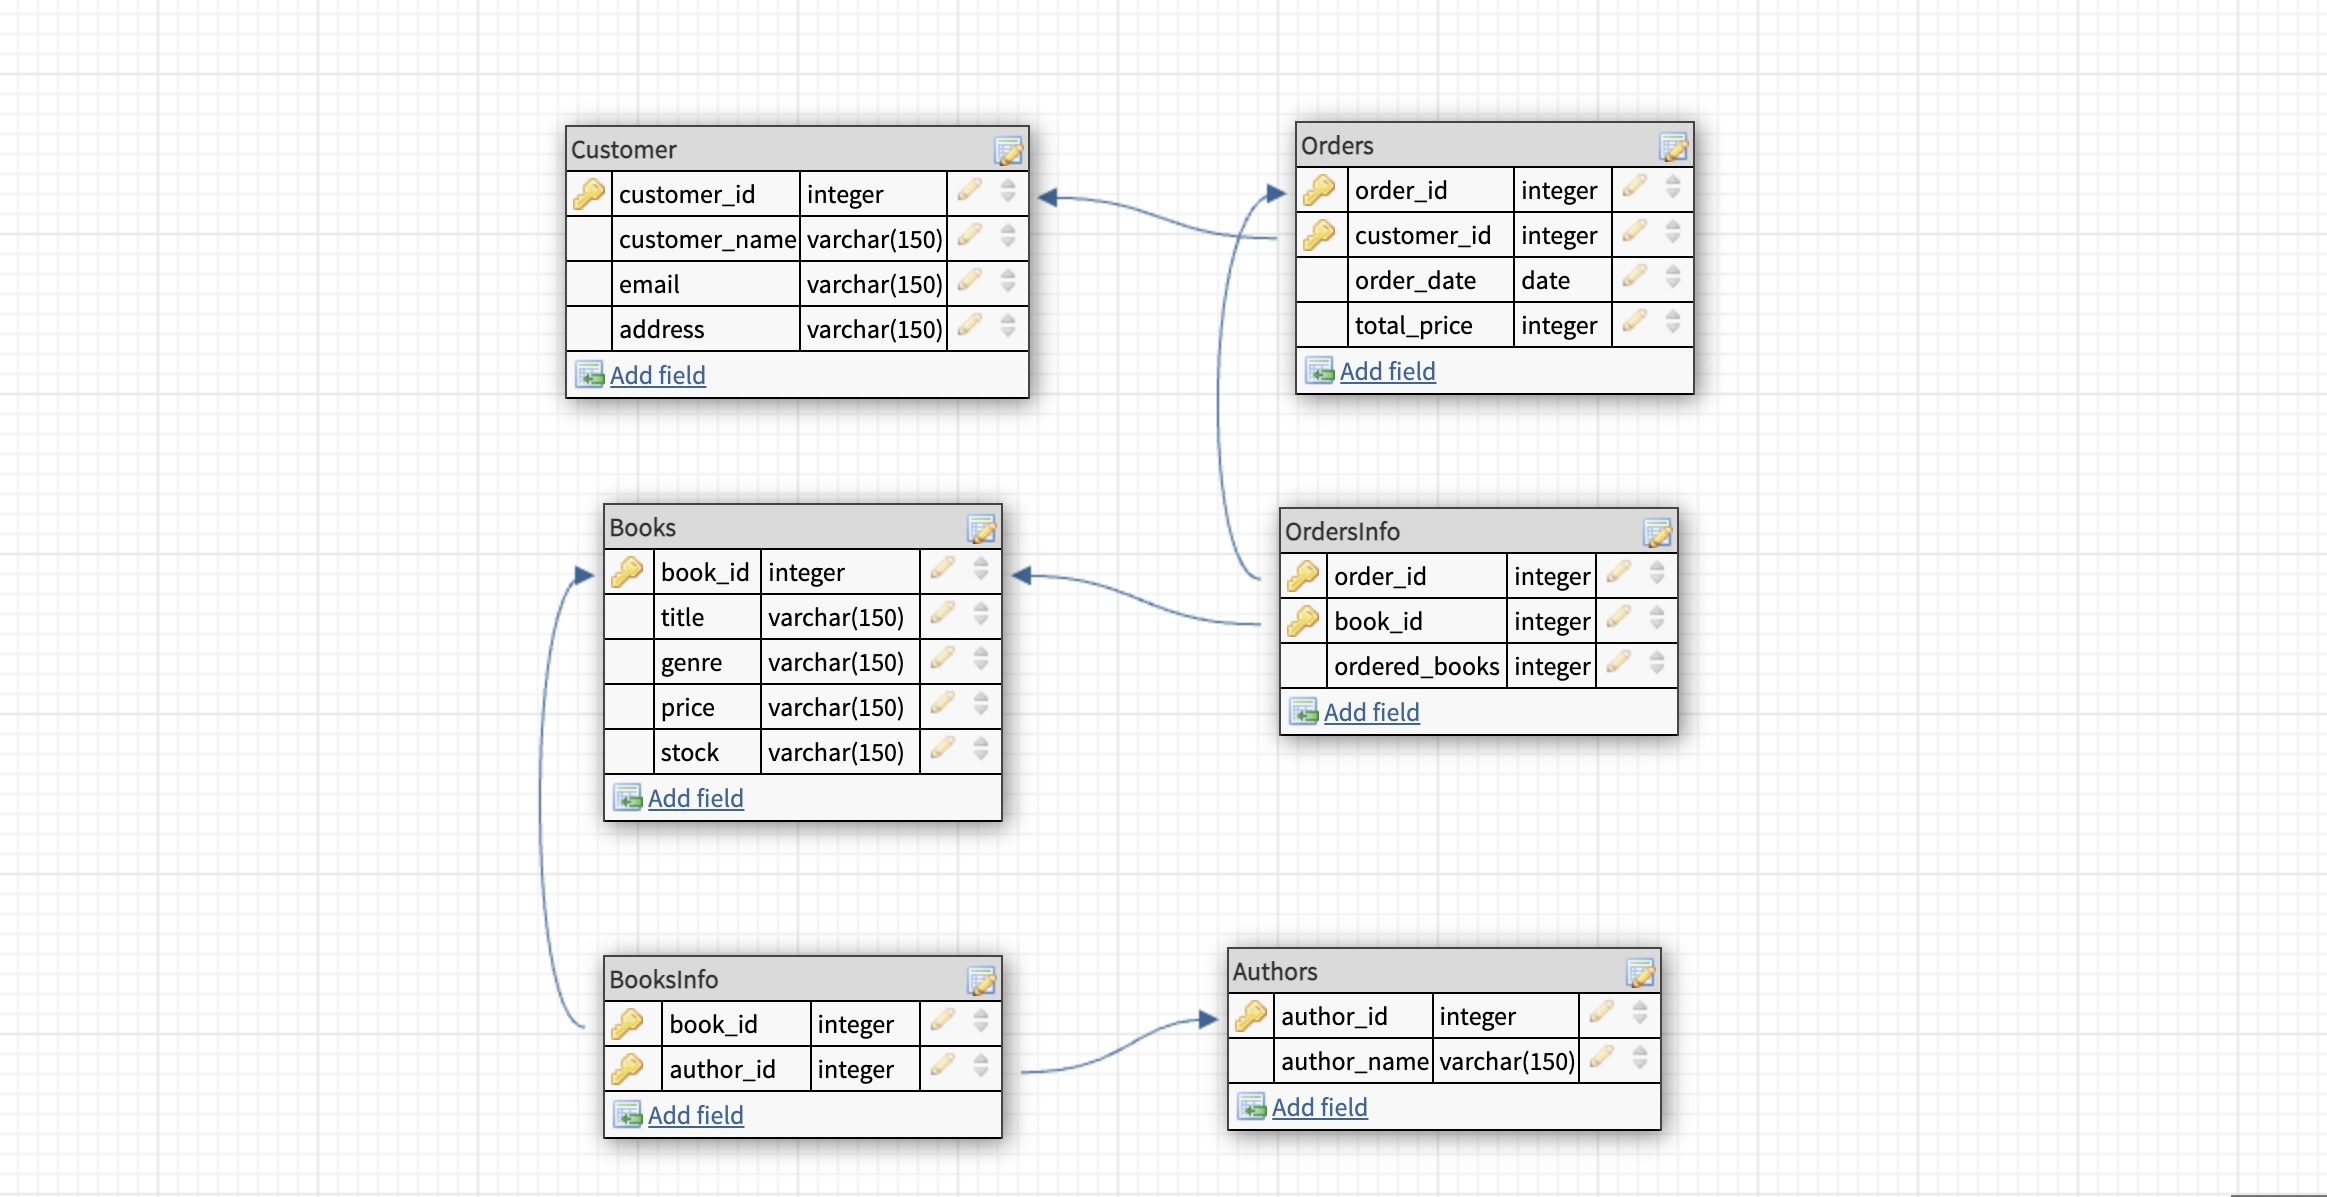 Customer
customer_id integer
customer_name varchar(150)
email varchar(150)
address varchar(150)
Add field
Orders
order_id integer
customer_id integer
order_date date
total_price integer
Add field
Books
book_id integer
title varchar(150)
genre varchar(150)
price varchar(150)
stock varchar(150)
Add field
OrdersInfo
order_id integer
book_id integer
ordered_books integer
Add field
BooksInfo
book_id integer
author_id integer
Add field
Authors
author_id integer
author_name varchar(150)
Add field